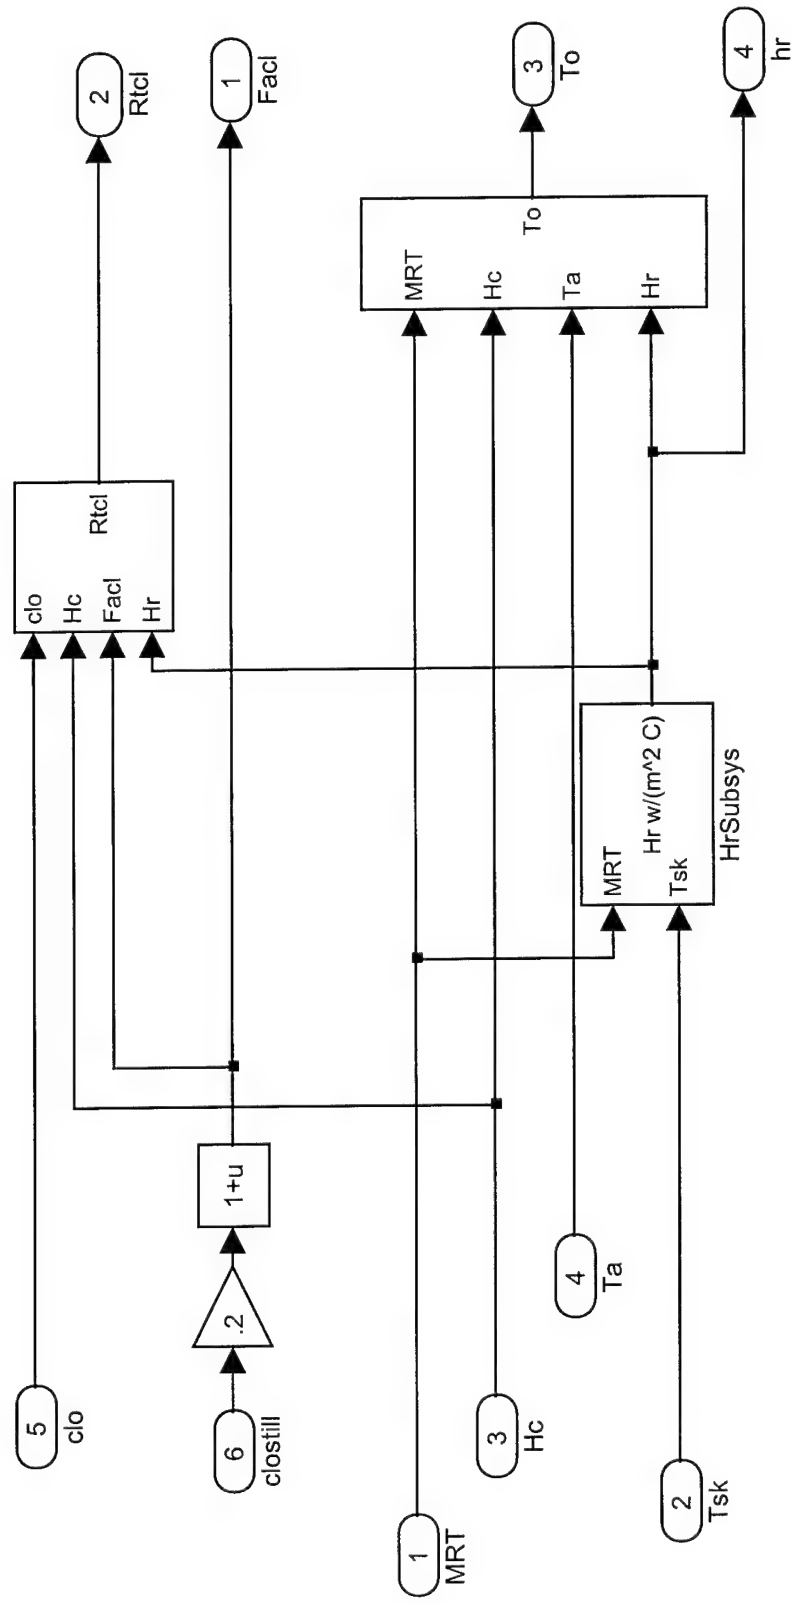 5
clo
6
clostill
.2
1+u
clo
Hc
Facl
Hr
Rtcl
2
Rtcl
1
Facl
1
MRT
3
Hc
4
Ta
2
Tsk
MRT
Tsk
Hr w/(m^2 C)
HrSubsys
MRT
Hc
Ta
Hr
To
3
To
4
hr